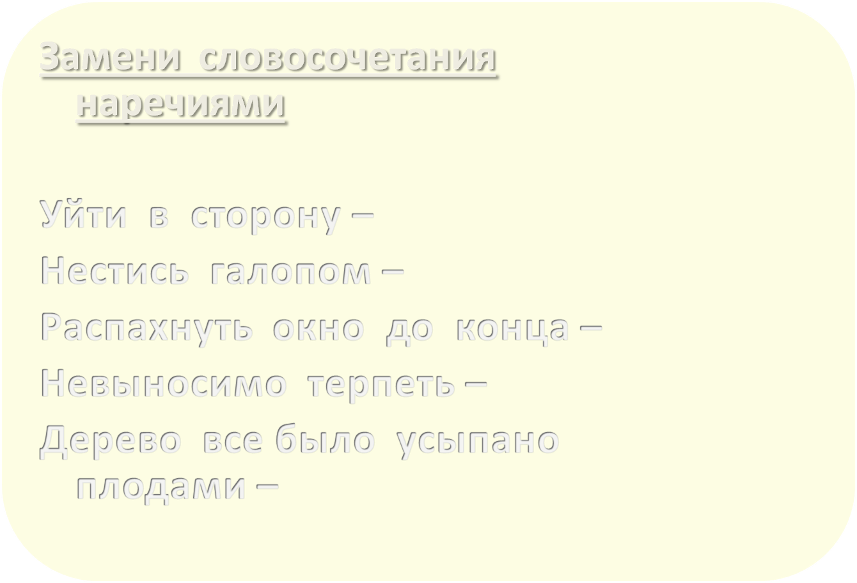 Замени словосочетания
наречиями
Уйти в сторону –
Нестись галопом –
Распахнуть окно до конца –
Невыносимо терпеть –
Дерево все было усыпано
плодами –